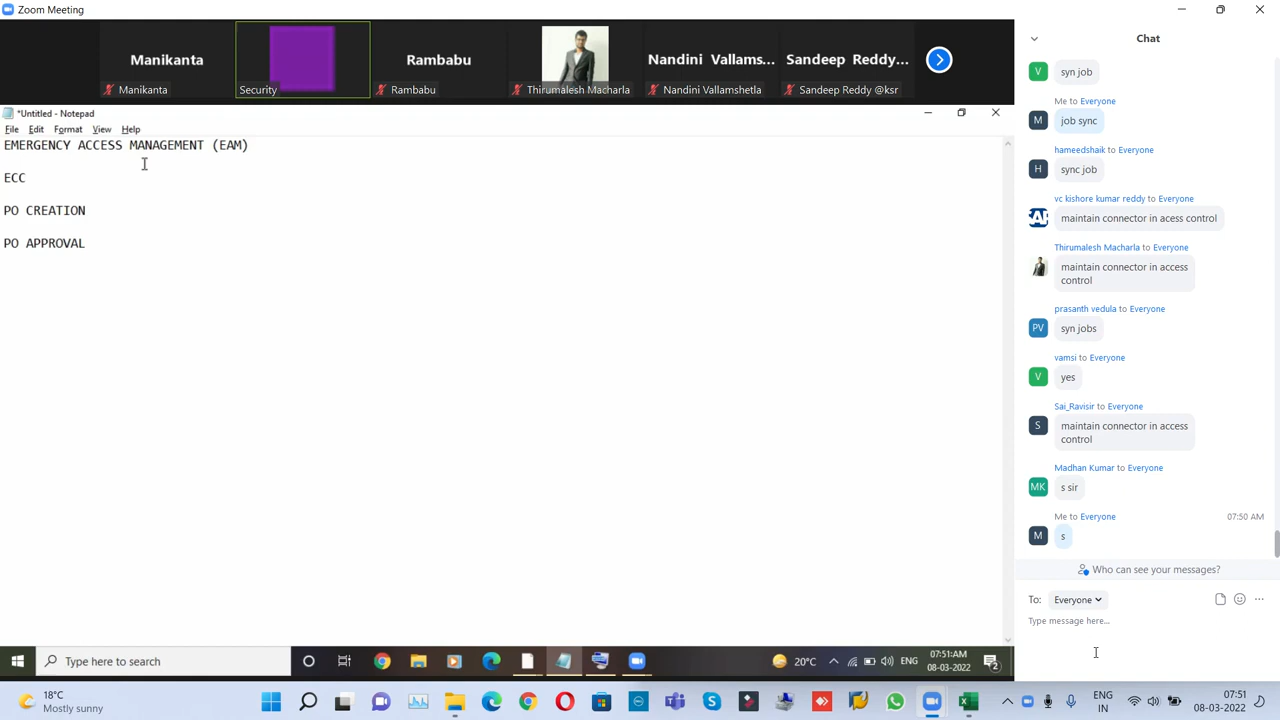 Zoom Meeting
Manikanta
Rambabu
Nandini Vallams...
Sandeep Reddy...
Manikanta
Security
Rambabu
Thirumalesh Macharla
Nandini Vallamshetla
Sandeep Reddy @ksr
*Untitled - Notepad
File Edit Format View Help
EMERGENCY ACCESS MANAGEMENT (EAM)
ECC
PO CREATION
PO APPROVAL
Type here to search
20°C
ENG
07:51:AM
08-03-2022
2
Chat
V
syn job
Me to Everyone
M
job sync
hameedshaik to Everyone
H
sync job
vc kishore kumar reddy to Everyone
SAP
maintain connector in acess control
Thirumalesh Macharla to Everyone
maintain connector in access
control
prasanth vedula to Everyone
PV
syn jobs
vamsi to Everyone
V
yes
Sai_Ravisir to Everyone
S
maintain connector in access
control
Madhan Kumar to Everyone
MK
s sir
Me to Everyone
07:50 AM
M
s
Who can see your messages?
To: Everyone
Type message here...
18°C
Mostly sunny
ENG
IN
07:51
08-03-2022